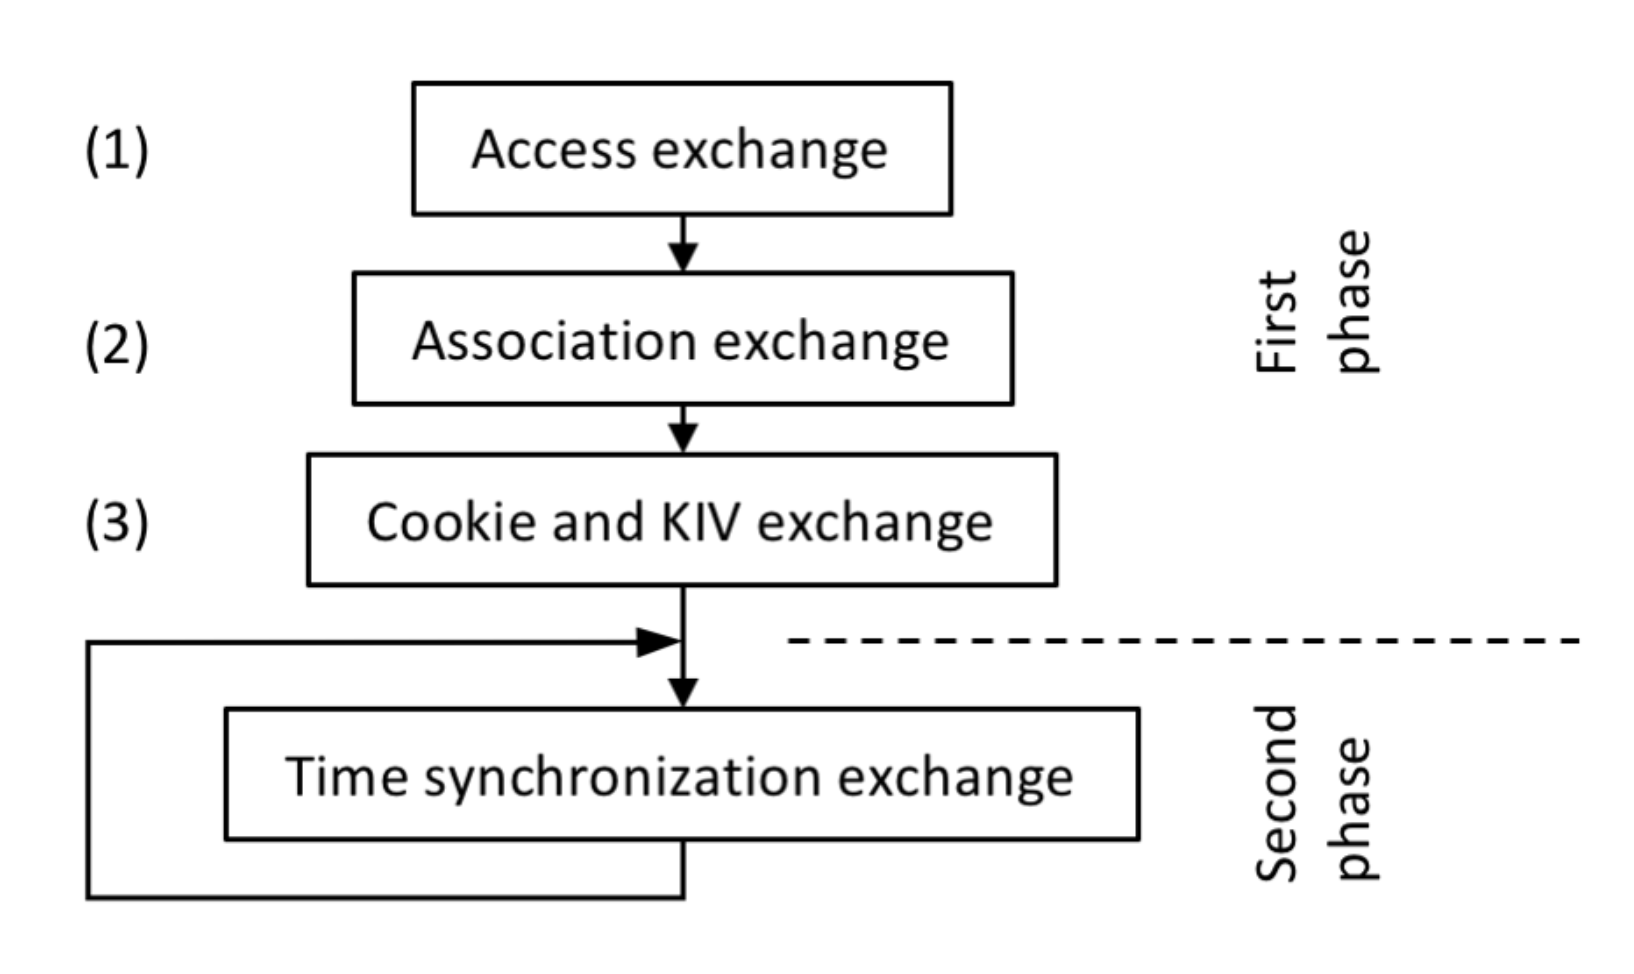 (1)
Access exchange
(2)
Association exchange
First
phase
(3)
Cookie and KIV exchange
Time synchronization exchange
Second
phase